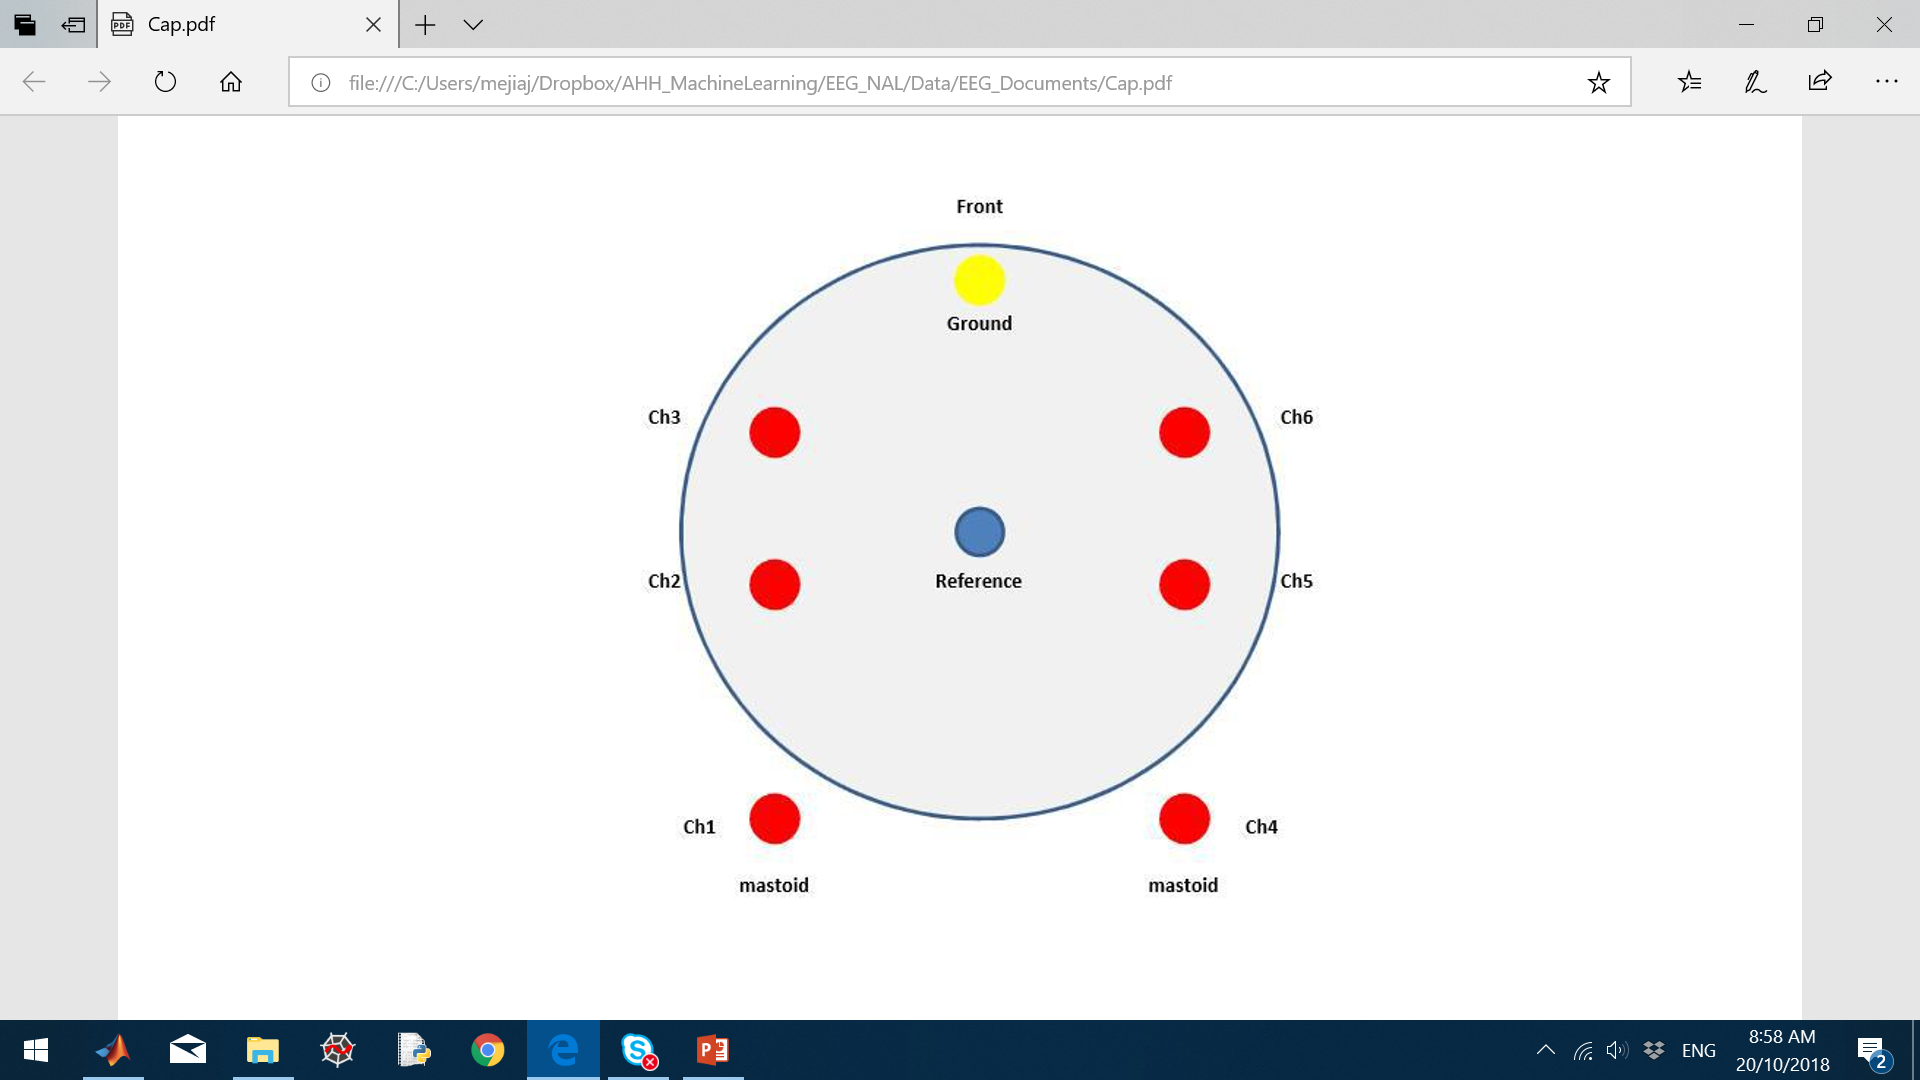 Cap.pdf
file:///C:/Users/mejiaj/Dropbox/AHH_MachineLearning/EEG_NAL/Data/EEG_Documents/Cap.pdf
Front
Ground
Ch3
Ch6
Ch2
Reference
Ch5
Ch1
Ch4
mastoid
mastoid
8:58 AM
ENG
20/10/2018
2